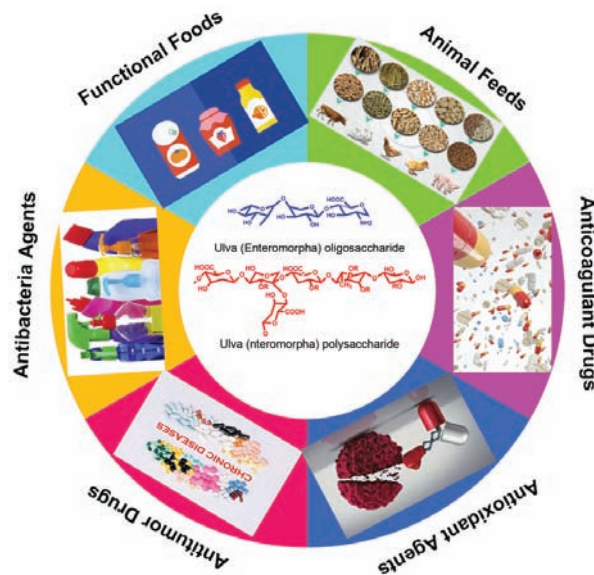 Functional Foods
Animal Feeds
Antibacteria Agents
Anticoagulant Drugs
Ulva (Enteromorpha) oligosaccharide
Ulva (nteromorpha) polysaccharide
CHRONIC DISEASES
Antitumor Drugs
Antioxidant Agents